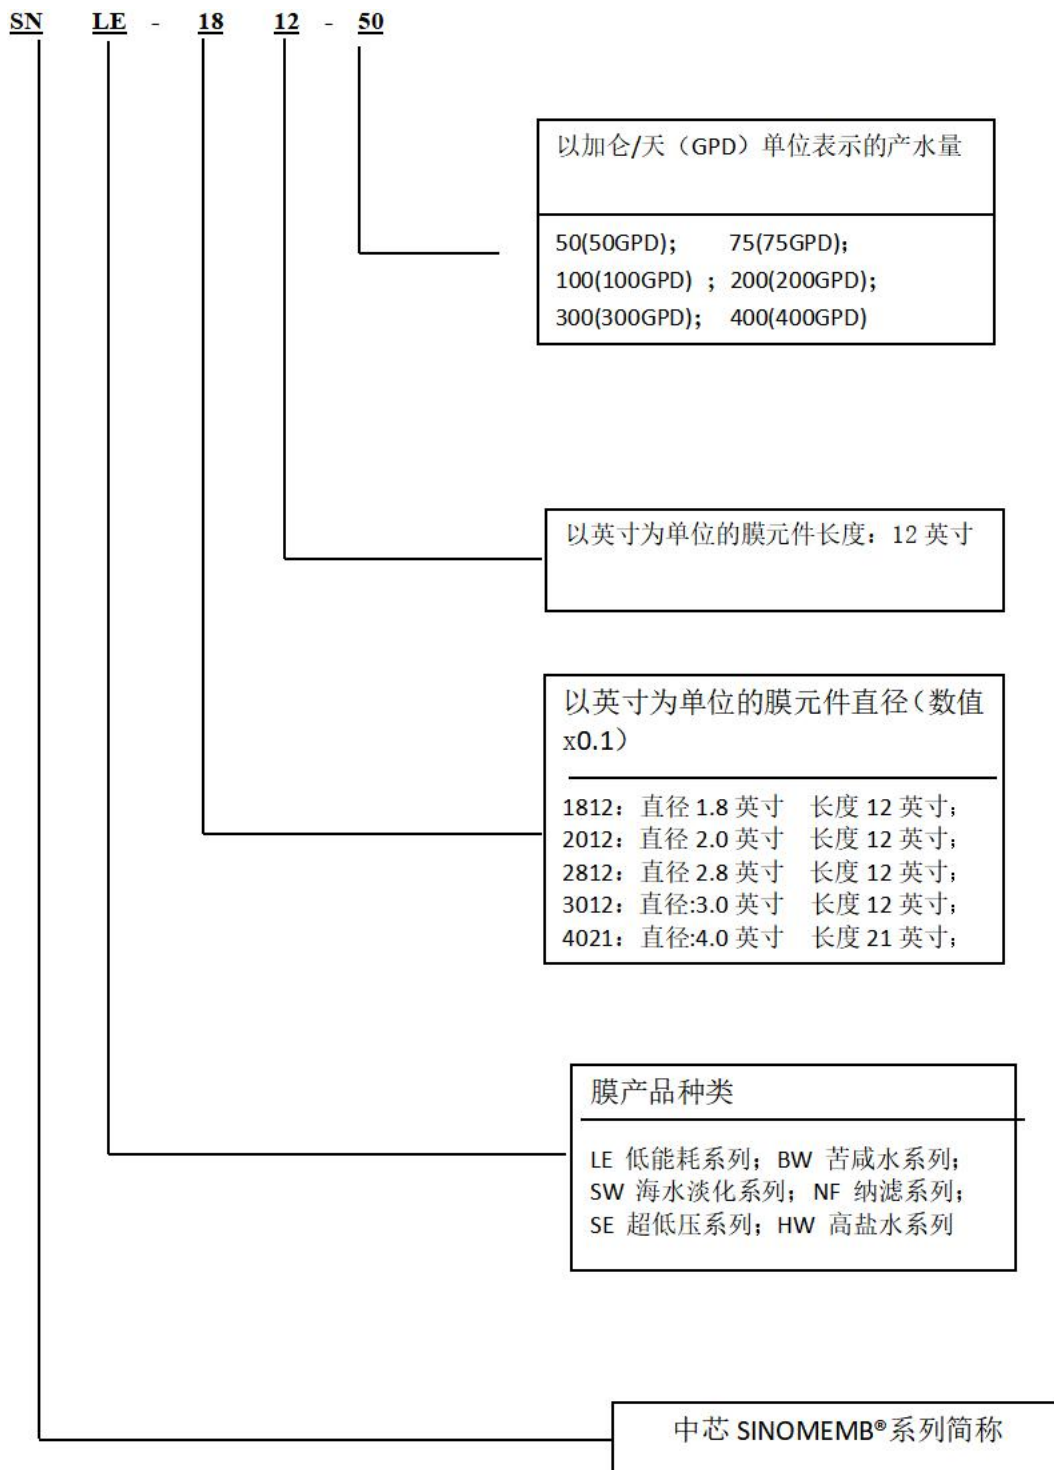 SN LE - 18 12 - 50
以加仑/天（GPD）单位表示的产水量
50(50GPD)； 75(75GPD)；
100(100GPD) ；200(200GPD)；
300(300GPD)； 400(400GPD)
以英寸为单位的膜元件长度：12 英寸
以英寸为单位的膜元件直径（数值
x0.1）
1812：直径 1.8 英寸 长度 12 英寸；
2012：直径 2.0 英寸 长度 12 英寸；
2812：直径 2.8 英寸 长度 12 英寸；
3012：直径:3.0 英寸 长度 12 英寸；
4021：直径:4.0 英寸 长度 21 英寸；
膜产品种类
LE 低能耗系列；BW 苦咸水系列；
SW 海水淡化系列；NF 纳滤系列；
SE 超低压系列；HW 高盐水系列
中芯 SINOMEMB®系列简称